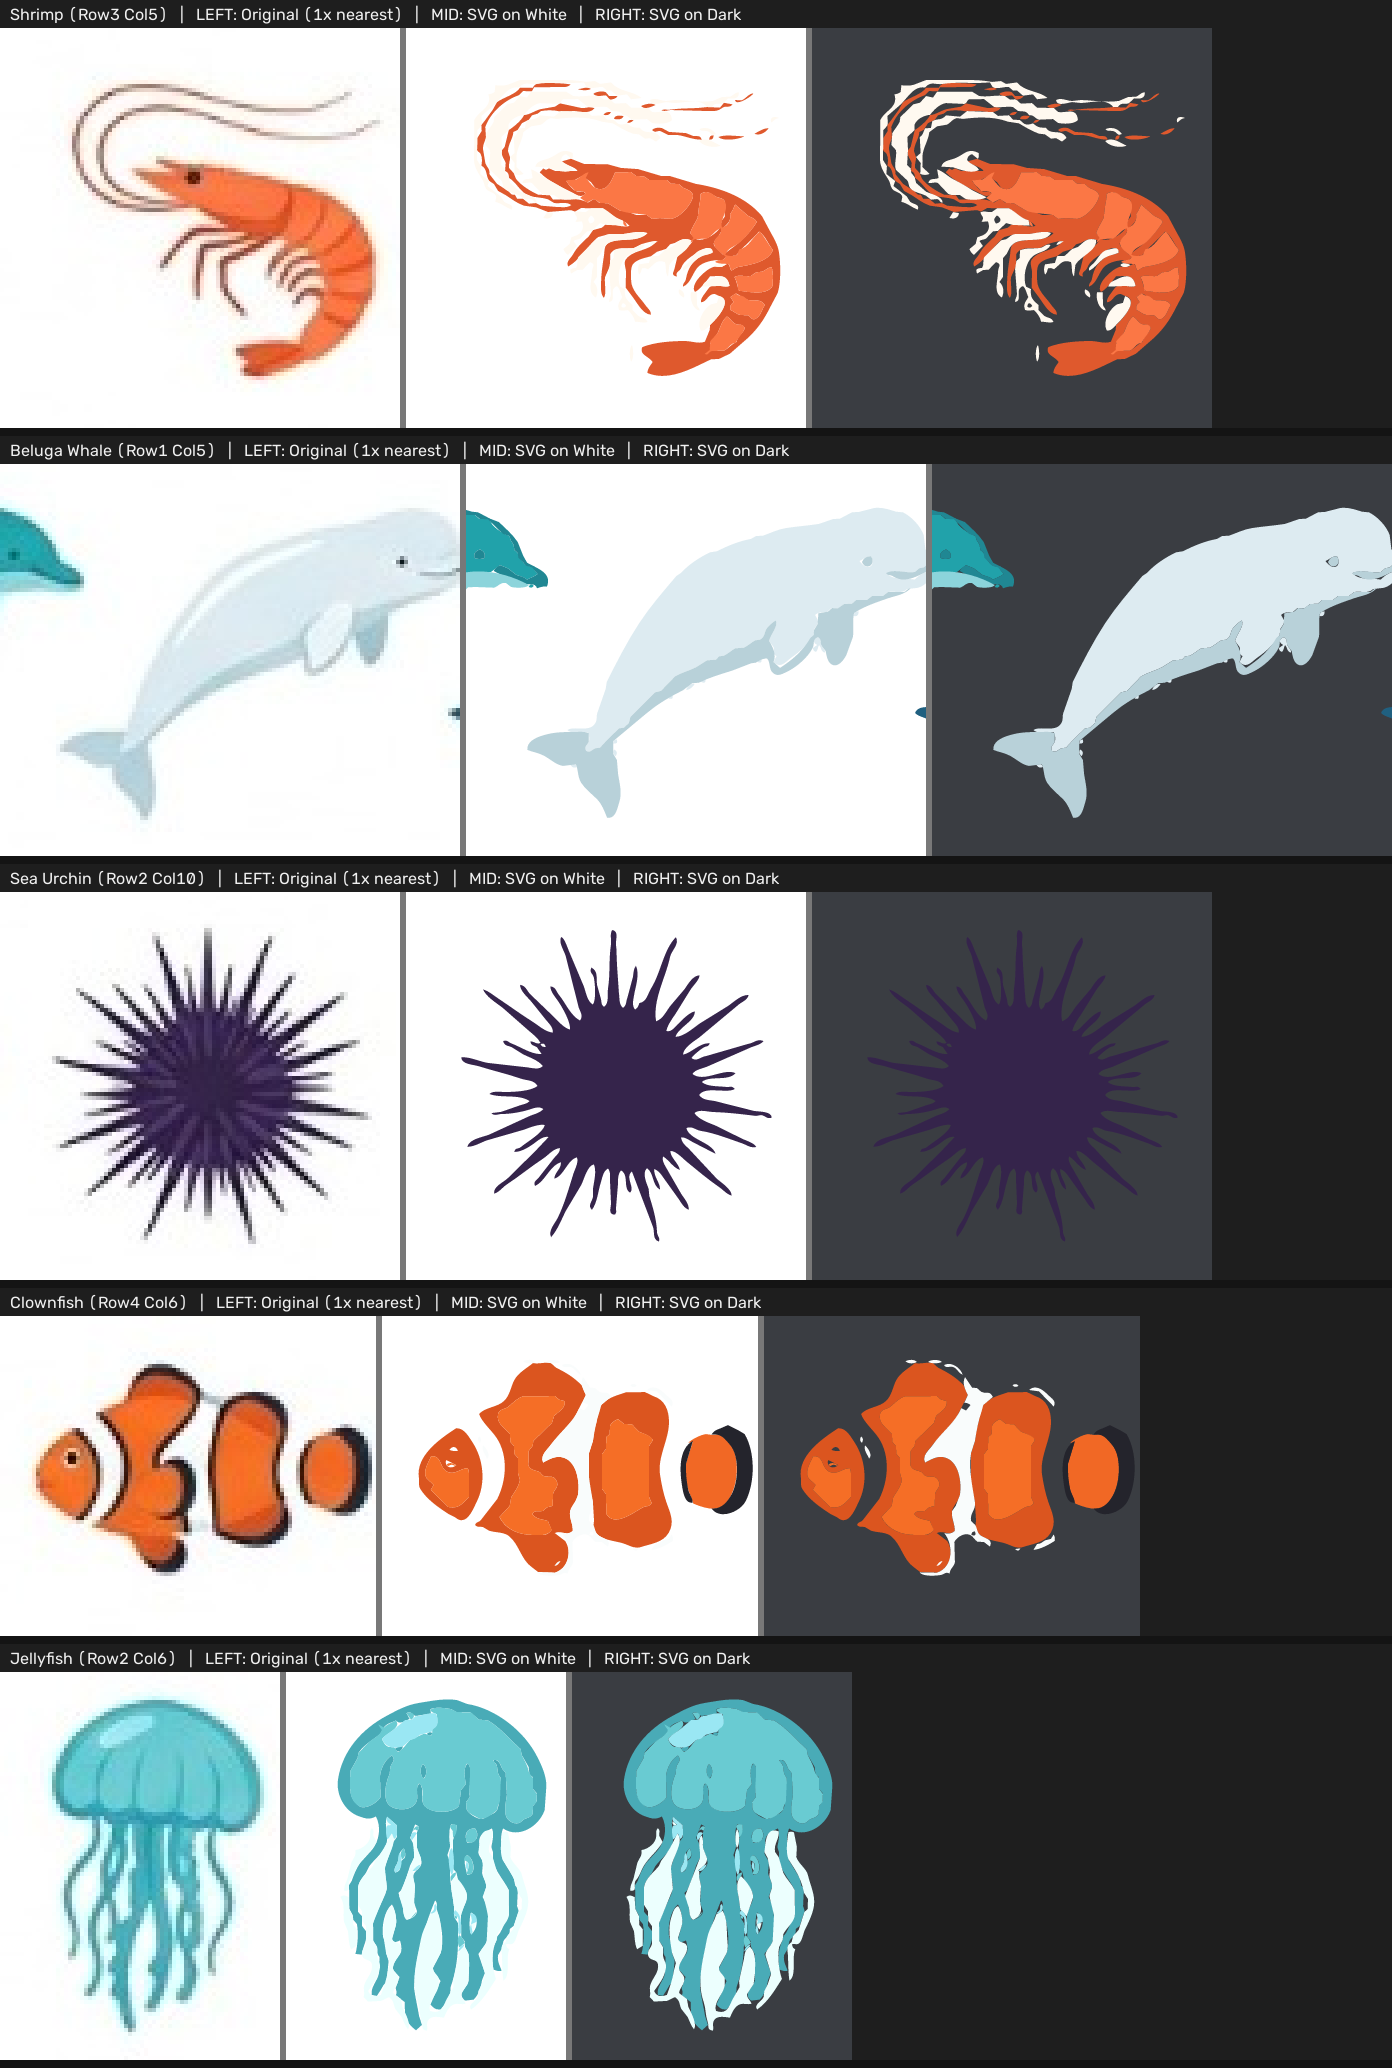 Shrimp (Row3 Col5) | LEFT: Original (1x nearest) | MID: SVG on White | RIGHT: SVG on Dark
Beluga Whale (Row1 Col5) | LEFT: Original (1x nearest) | MID: SVG on White | RIGHT: SVG on Dark
Sea Urchin (Row2 Col10) | LEFT: Original (1x nearest) | MID: SVG on White | RIGHT: SVG on Dark
Clownfish (Row4 Col6) | LEFT: Original (1x nearest) | MID: SVG on White | RIGHT: SVG on Dark
Jellyfish (Row2 Col6) | LEFT: Original (1x nearest) | MID: SVG on White | RIGHT: SVG on Dark